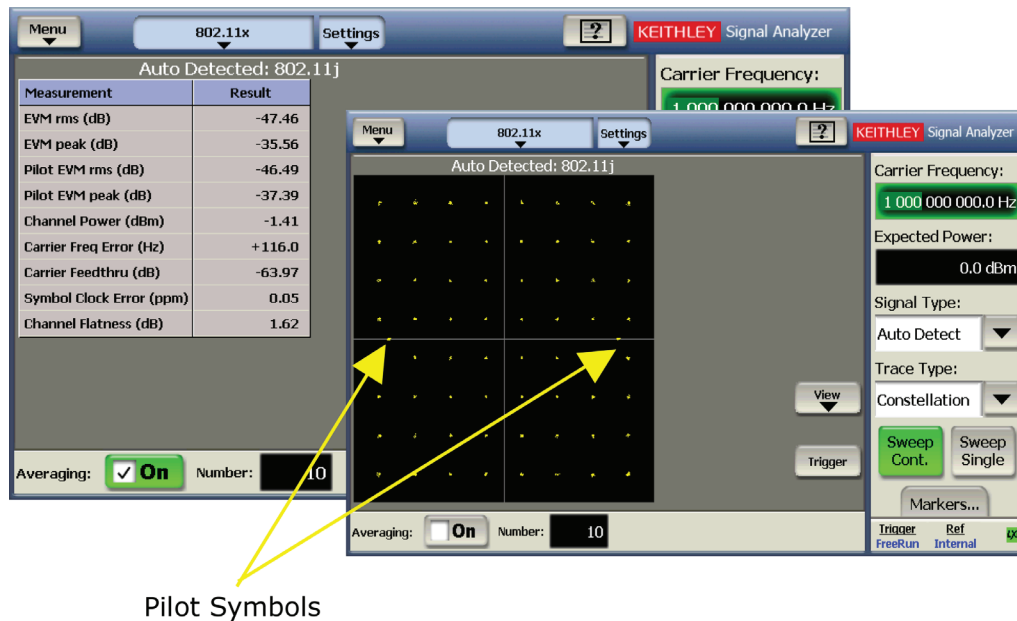 Menu
802.11x
Settings
?
KEITHLEY Signal Analyzer
Auto Detected: 802.11j
Carrier Frequency:
1 000 000 000.0 Hz
Measurement Result
EVM rms (dB) -47.46
EVM peak (dB) -35.56
Pilot EVM rms (dB) -46.49
Pilot EVM peak (dB) -37.39
Channel Power (dBm) -1.41
Carrier Freq Error (Hz) +116.0
Carrier Feedthru (dB) -63.97
Symbol Clock Error (ppm) 0.05
Channel Flatness (dB) 1.62
Averaging: On Number: 10
Menu
802.11x
Settings
?
KEITHLEY Signal Analyzer
Auto Detected: 802.11j
Carrier Frequency:
1 000 000 000.0 Hz
Expected Power:
0.0 dBm
Signal Type:
Auto Detect
Trace Type:
Constellation
View
Sweep Cont.
Sweep Single
Trigger
Markers...
Trigger Ref
FreeRun Internal
Averaging: On Number: 10
Pilot Symbols